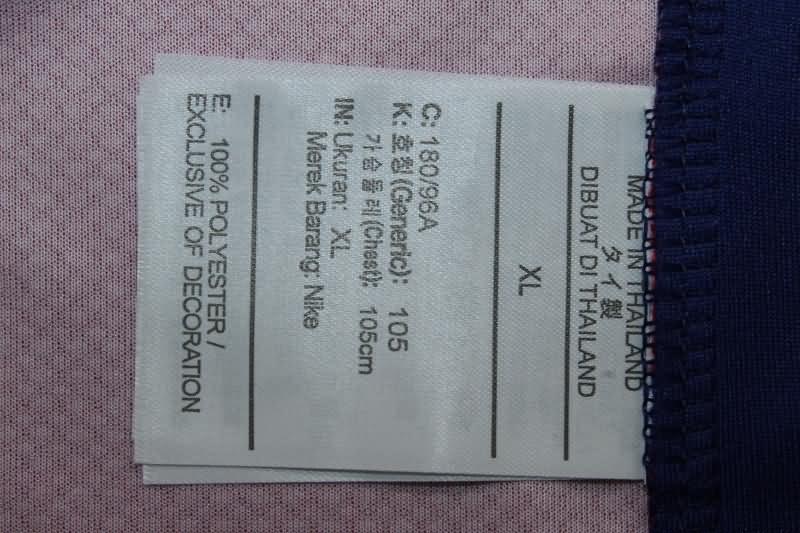 MADE IN THAILAND
タイ製
DIBUAT DI THAILAND
XL
C: 180/96A
K: 호칭 (Generic): 105
가슴둘레 (Chest): 105cm
IN: Ukuran: XL
Merek Barang: Nike
E: 100% POLYESTER /
EXCLUSIVE OF DECORATION